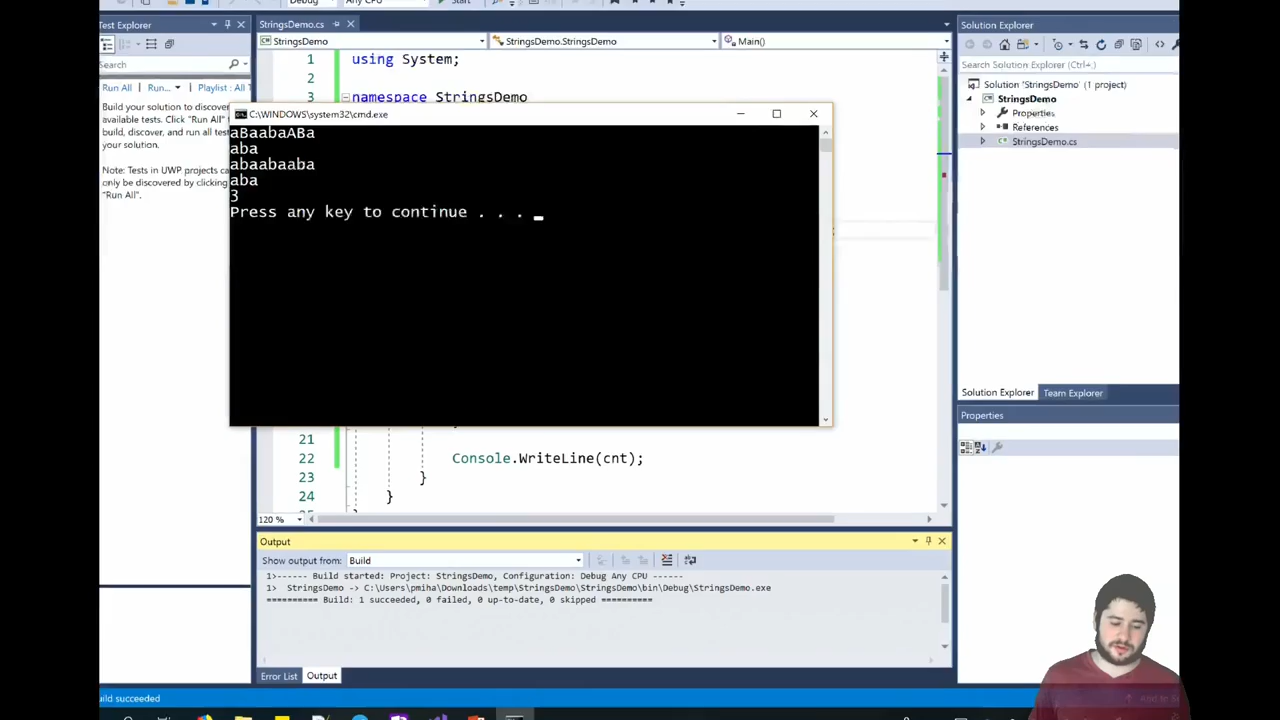 Debug
Any CPU
Start
Test Explorer
StringsDemo.cs
Solution Explorer
StringsDemo
StringsDemo.StringsDemo
Main()
Search
Search Solution Explorer (Ctrl+;)
Run All | Run... | Playlist : All T
Build your solution to discover
available tests. Click "Run All" to
build, discover, and run all tests
your solution.
Note: Tests in UWP projects ca
only be discovered by clicking
"Run All".
1 using System;
2
3 namespace StringsDemo
C:\WINDOWS\system32\cmd.exe
aBaabaABa
aba
abaabaaba
aba
3
Press any key to continue . . .
21
22 Console.WriteLine(cnt);
23 }
24 }
120 %
Solution 'StringsDemo' (1 project)
StringsDemo
Properties
References
StringsDemo.cs
Solution Explorer
Team Explorer
Properties
Output
Show output from: Build
1>------ Build started: Project: StringsDemo, Configuration: Debug Any CPU ------
1> StringsDemo -> C:\Users\pmiha\Downloads\temp\StringsDemo\StringsDemo\bin\Debug\StringsDemo.exe
========== Build: 1 succeeded, 0 failed, 0 up-to-date, 0 skipped ==========
Error List
Output
uild succeeded